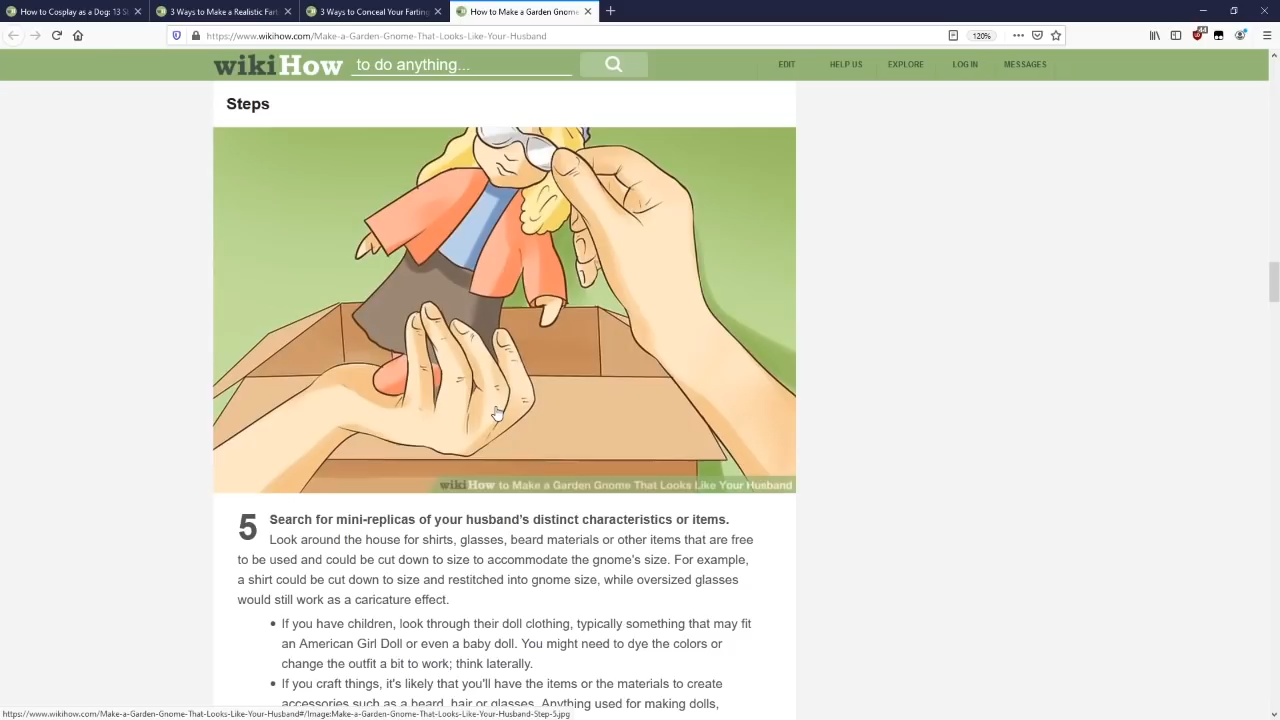 How to Cosplay as a Dog: 13 St
3 Ways to Make a Realistic Fart
3 Ways to Conceal Your Farting
How to Make a Garden Gnome
https://www.wikihow.com/Make-a-Garden-Gnome-That-Looks-Like-Your-Husband
120%
wikiHow to do anything...
EDIT
HELP US
EXPLORE
LOG IN
MESSAGES
Steps
wikiHow to Make a Garden Gnome That Looks Like Your Husband
5 Search for mini-replicas of your husband's distinct characteristics or items.
Look around the house for shirts, glasses, beard materials or other items that are free
to be used and could be cut down to size to accommodate the gnome's size. For example,
a shirt could be cut down to size and restitched into gnome size, while oversized glasses
would still work as a caricature effect.
• If you have children, look through their doll clothing, typically something that may fit
an American Girl Doll or even a baby doll. You might need to dye the colors or
change the outfit a bit to work; think laterally.
• If you craft things, it's likely that you'll have the items or the materials to create
accessories such as a beard, hair or glasses. Anything used for making dolls,
https://www.wikihow.com/Make-a-Garden-Gnome-That-Looks-Like-Your-Husband#/Image:Make-a-Garden-Gnome-That-Looks-Like-Your-Husband-Step-5.jpg